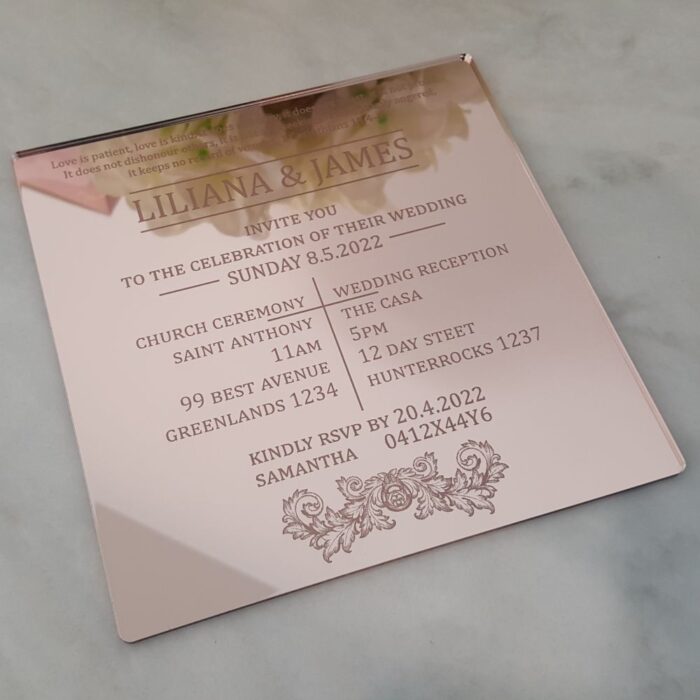 Love is patient, love is kind.
It does not dishonour others, it is
it keeps no record of
LILIANA & JAMES
INVITE YOU
TO THE CELEBRATION OF THEIR WEDDING
SUNDAY 8.5.2022
CHURCH CEREMONY
SAINT ANTHONY
11AM
99 BEST AVENUE
GREENLANDS 1234
WEDDING RECEPTION
THE CASA
5PM
12 DAY STEET
HUNTERROCKS 1237
KINDLY RSVP BY 20.4.2022
SAMANTHA 0412X44Y6